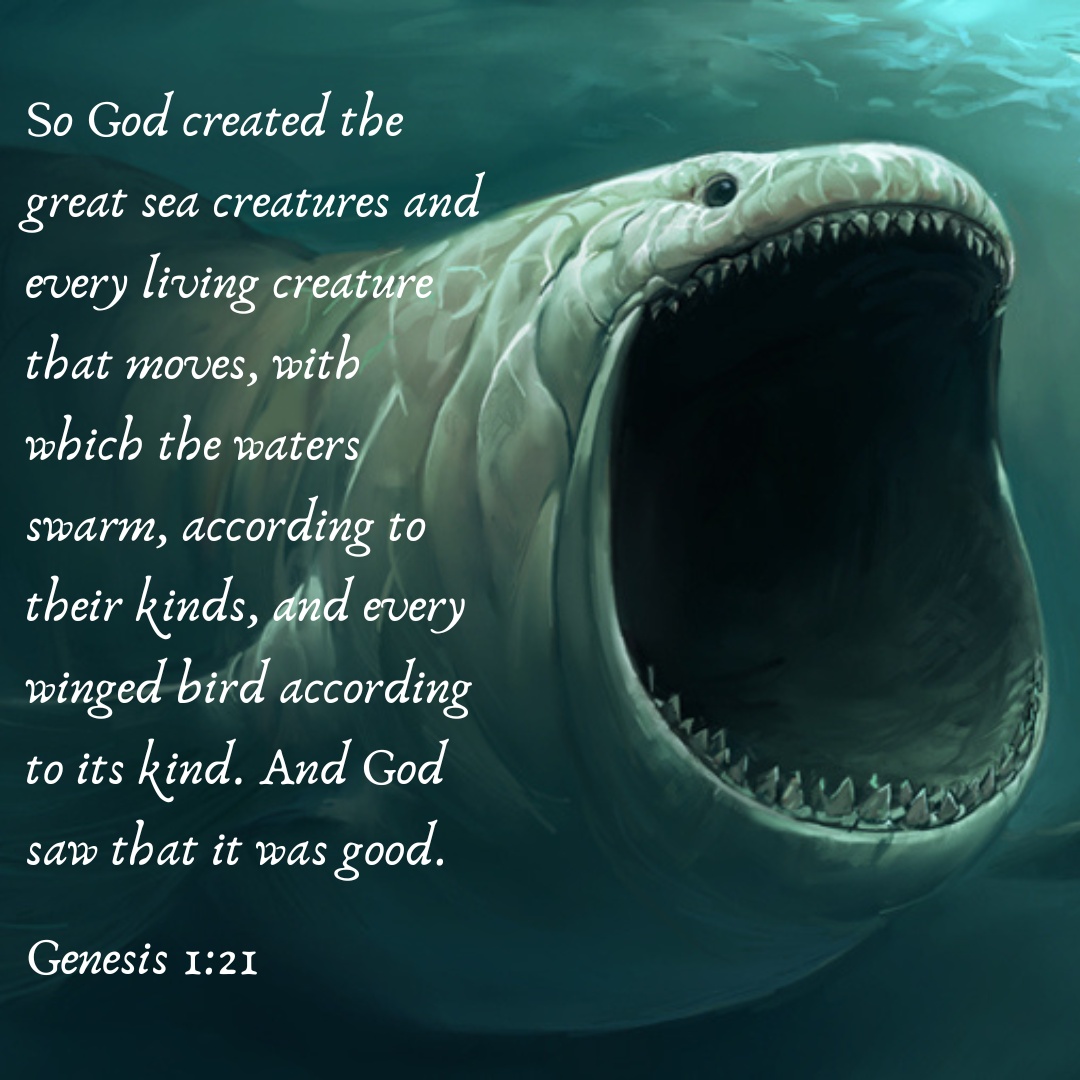 So God created the
great sea creatures and
every living creature
that moves, with
which the waters
swarm, according to
their kinds, and every
winged bird according
to its kind. And God
saw that it was good.
Genesis 1:21